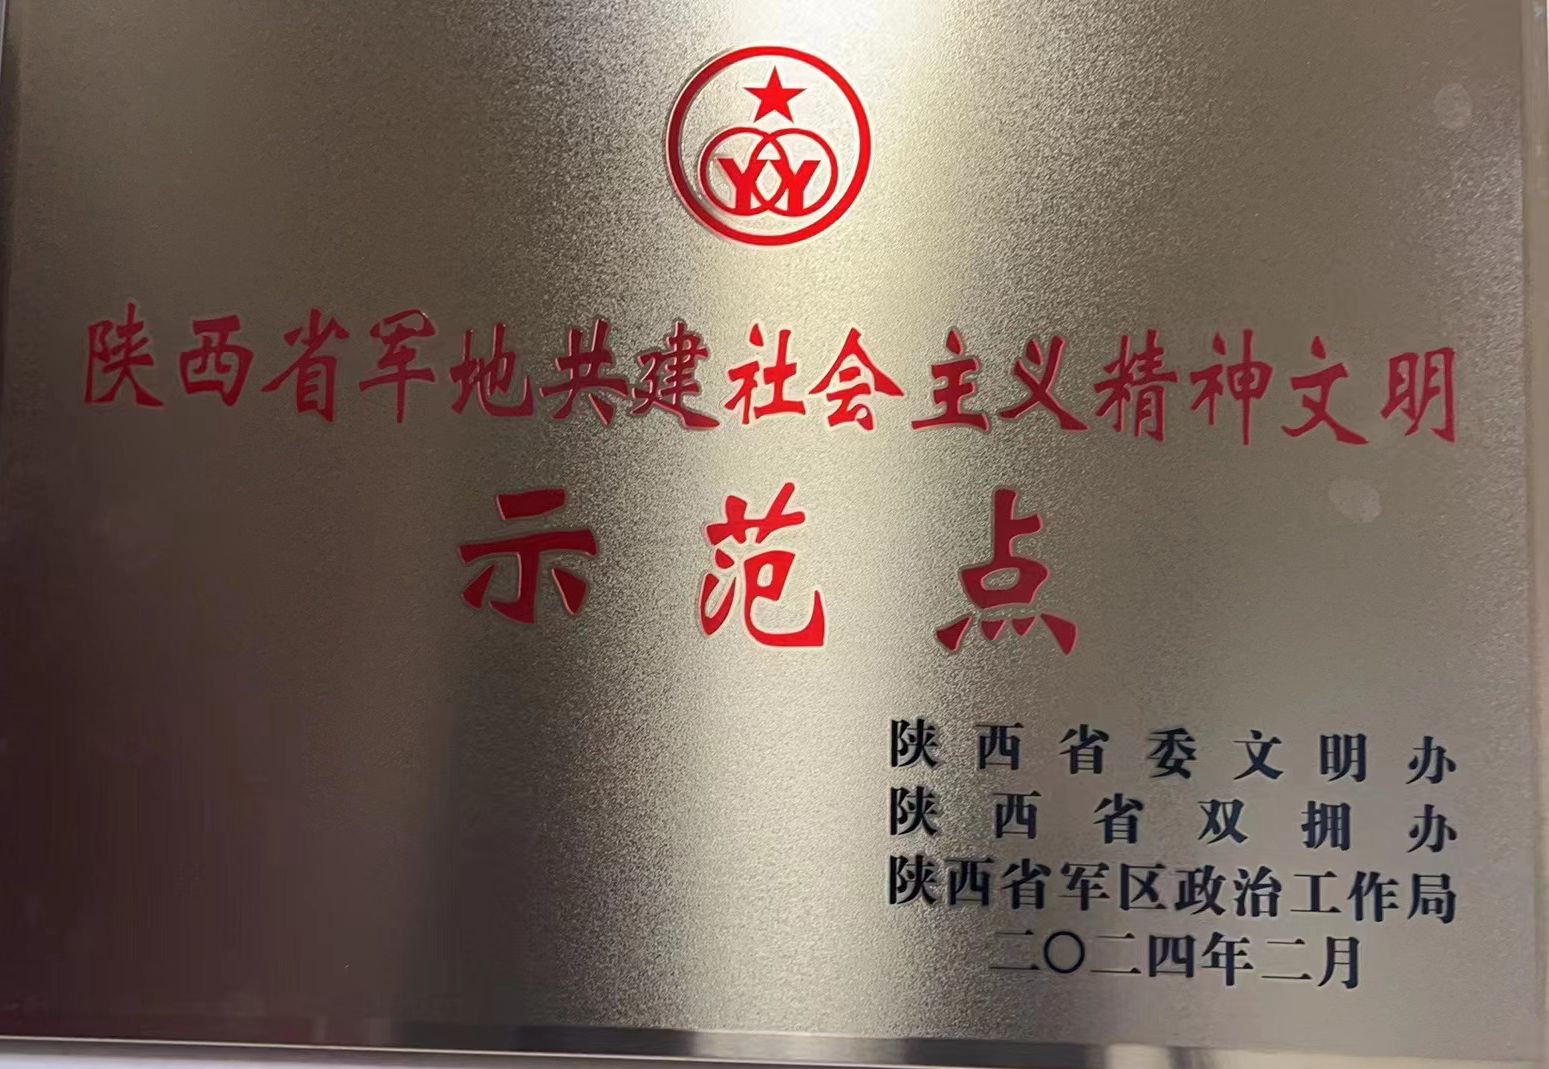 陕西省军地共建社会主义精神文明
示范点
陕西省委文明办
陕西省双拥办
陕西省军区政治工作局
二〇二四年二月